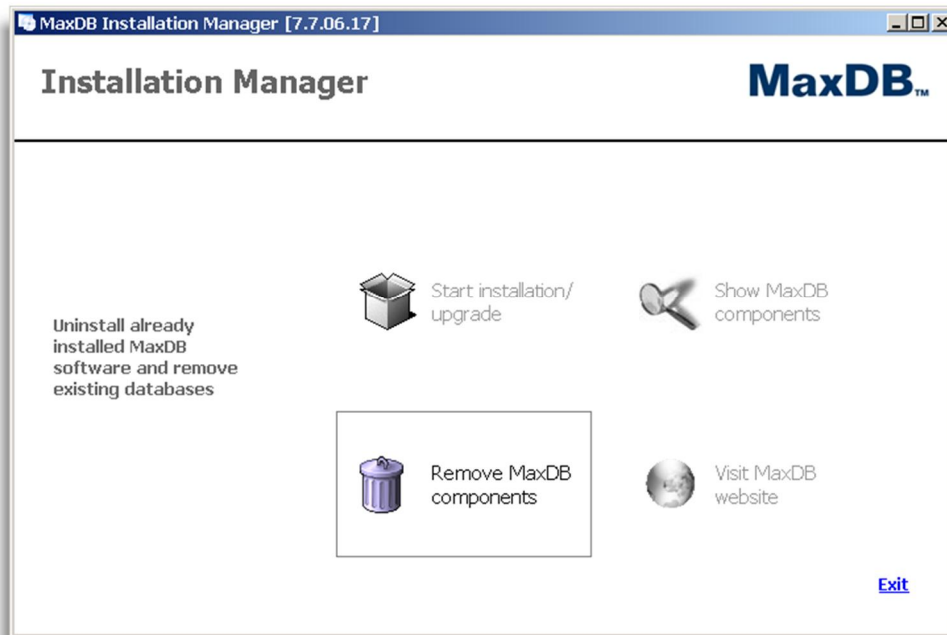 MaxDB Installation Manager [7.7.06.17]
Installation Manager
MaxDB™
Uninstall already
installed MaxDB
software and remove
existing databases
Start installation/
upgrade
Show MaxDB
components
Remove MaxDB
components
Visit MaxDB
website
Exit